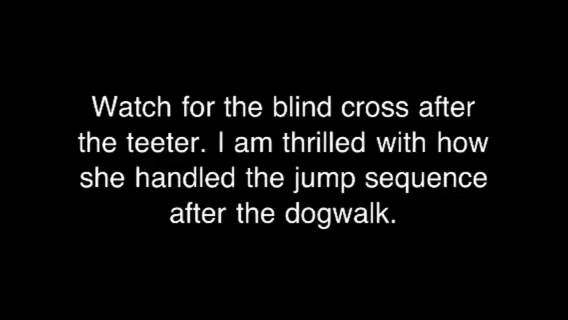 Watch for the blind cross after
the teeter. I am thrilled with how
she handled the jump sequence
after the dogwalk.